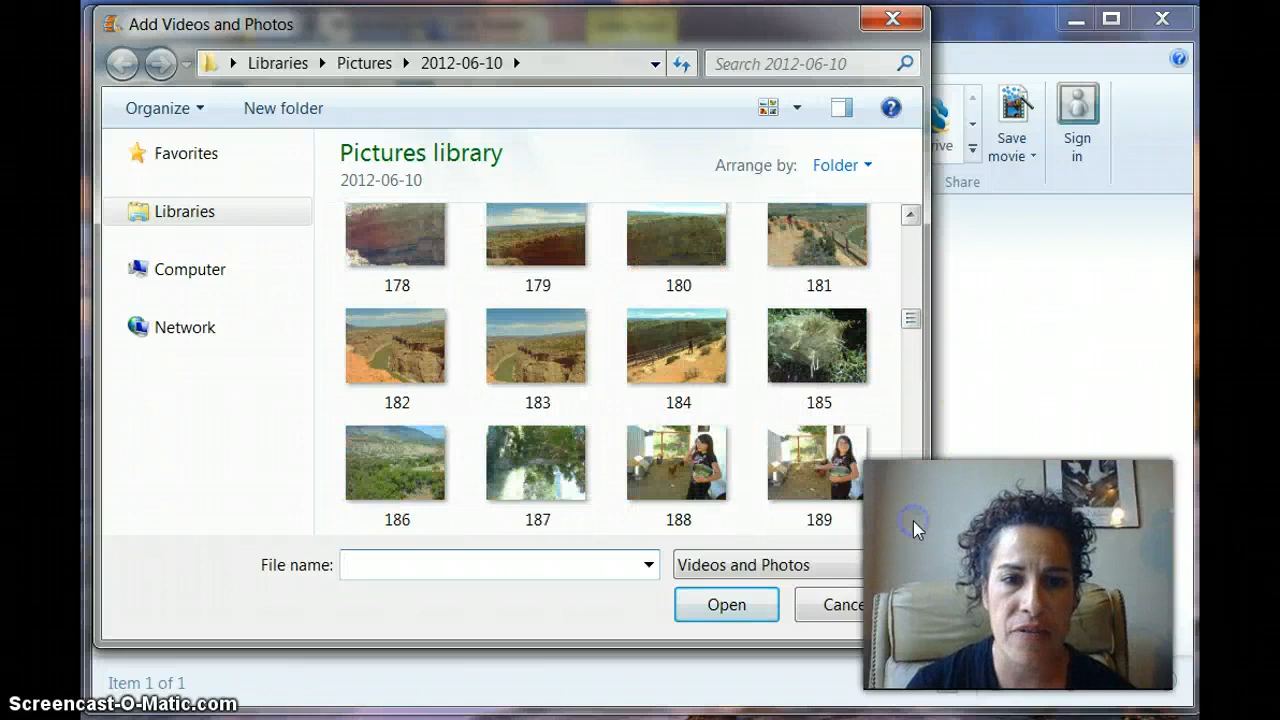 Add Videos and Photos
Libraries Pictures 2012-06-10
Search 2012-06-10
Organize New folder
Favorites
Libraries
Computer
Network
Pictures library
2012-06-10
Arrange by: Folder
178 179 180 181
182 183 184 185
186 187 188 189
File name:
Videos and Photos
Open
Cance
rive
Save
movie
Sign
in
Share
Item 1 of 1
Screencast-O-Matic.com